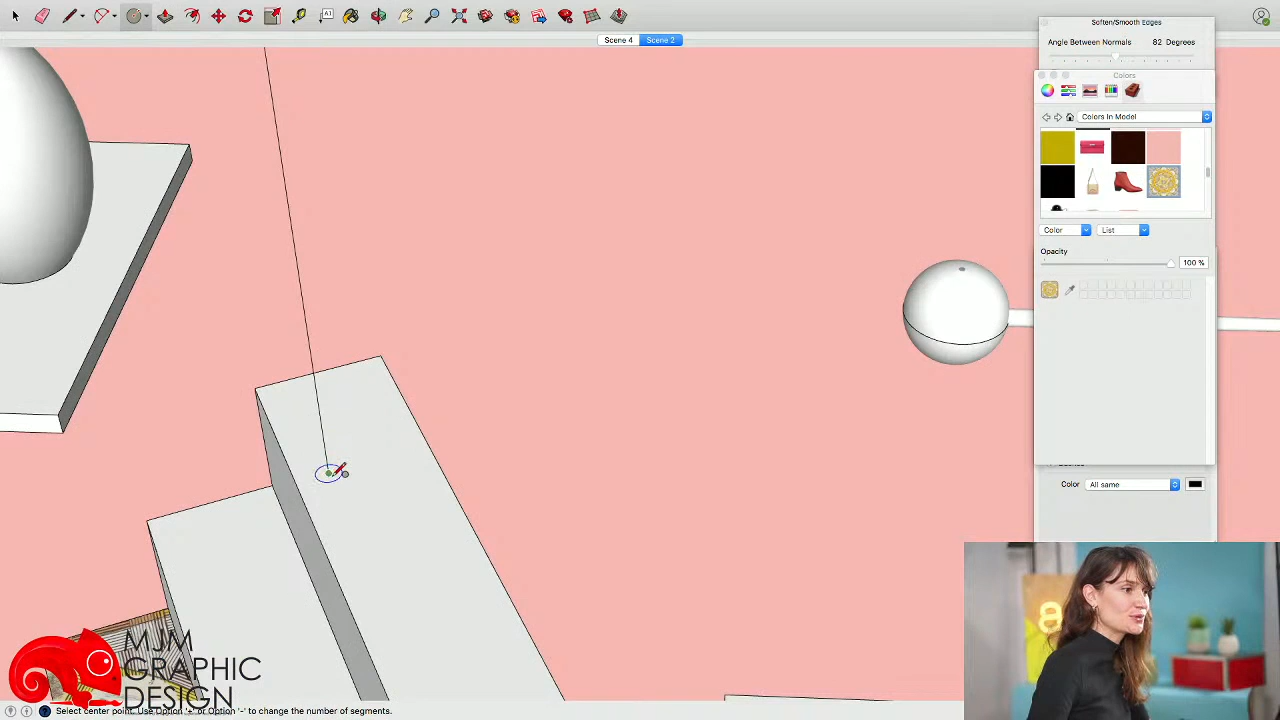 A1
Scene 4
Scene 2
Soften/Smooth Edges
Angle Between Normals 82 Degrees
Colors
Colors In Model
Color
List
Opacity
100 %
Color
All same
MJM
GRAPHIC
DESIGN
Select center point. Use Option '+' or Option '-' to change the number of segments.